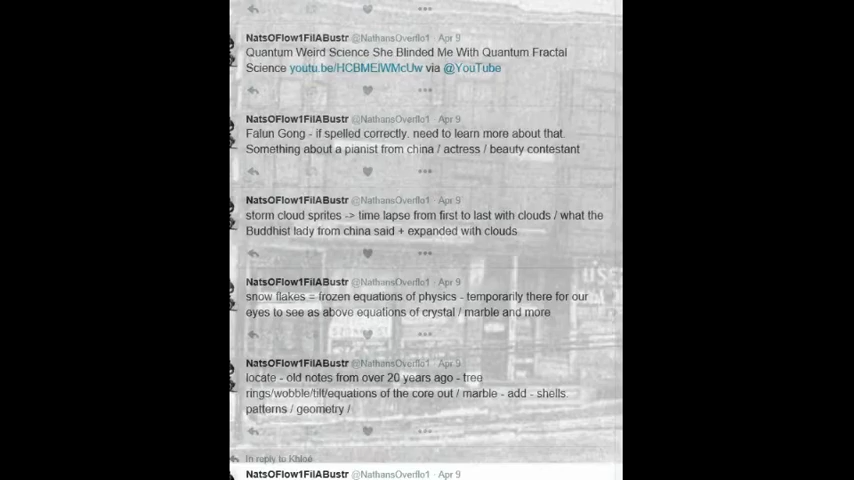 NatsOFlow1FilABustr @NathansOverflo1 · Apr 9
Quantum Weird Science She Blinded Me With Quantum Fractal
Science youtu.be/HCBMEIWMcUw via @YouTube
NatsOFlow1FilABustr @NathansOverflo1 · Apr 9
Falun Gong - if spelled correctly. need to learn more about that.
Something about a pianist from china / actress / beauty contestant
NatsOFlow1FilABustr @NathansOverflo1 · Apr 9
storm cloud sprites -> time lapse from first to last with clouds / what the
Buddhist lady from china said + expanded with clouds
NatsOFlow1FilABustr @NathansOverflo1 · Apr 9
snow flakes = frozen equations of physics - temporarily there for our
eyes to see as above equations of crystal / marble and more
NatsOFlow1FilABustr @NathansOverflo1 · Apr 9
locate - old notes from over 20 years ago - tree
rings/wobble/tilt/equations of the core out / marble - add - shells.
patterns / geometry /
In reply to Khloé
NatsOFlow1FilABustr @NathansOverflo1 · Apr 9